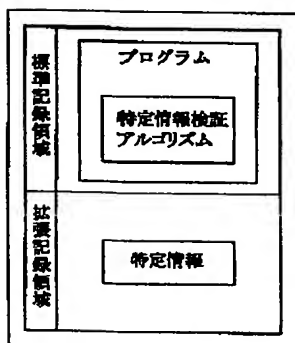 標準記録領域
プログラム
特定情報検証
アルゴリズム
拡張記録領域
特定情報